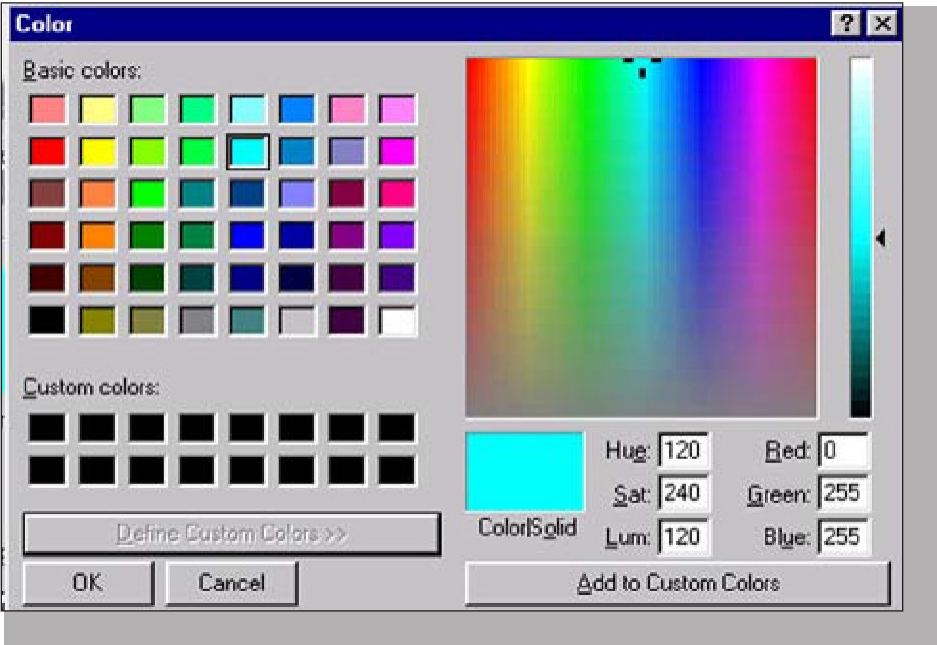 Color
Basic colors:
Custom colors:
Define Custom Colors >>
OK Cancel
Color|Solid
Hue: 120 Red: 0
Sat: 240 Green: 255
Lum: 120 Blue: 255
Add to Custom Colors